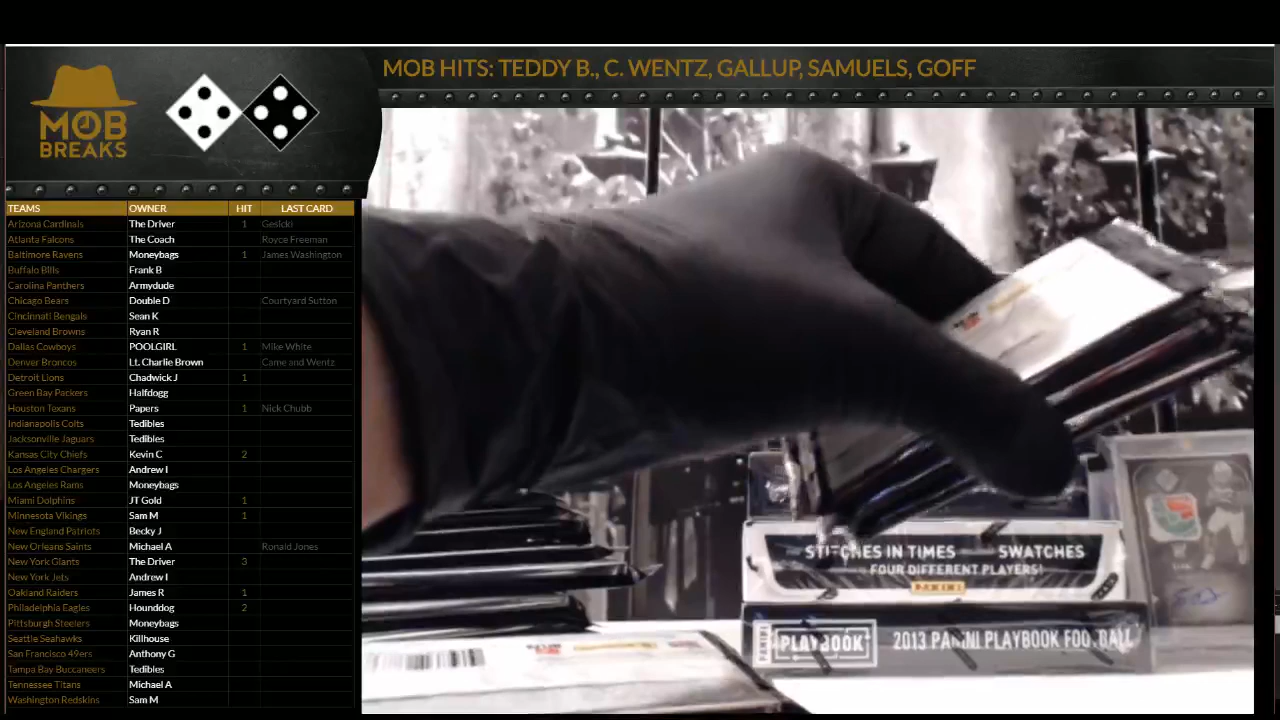 MOB HITS: TEDDY B., C. WENTZ, GALLUP, SAMUELS, GOFF
MOB
BREAKS
TEAMS OWNER HIT LAST CARD
Arizona Cardinals The Driver 1 Gesicki
Atlanta Falcons The Coach Royce Freeman
Baltimore Ravens Moneybags 1 James Washington
Buffalo Bills Frank B
Carolina Panthers Armydude
Chicago Bears Double D Courtyard Sutton
Cincinnati Bengals Sean K
Cleveland Browns Ryan R
Dallas Cowboys POOLGIRL 1 Mike White
Denver Broncos Lt. Charlie Brown Came and Wentz
Detroit Lions Chadwick J 1
Green Bay Packers Halfdogg
Houston Texans Papers 1 Nick Chubb
Indianapolis Colts Tedibles
Jacksonville Jaguars Tedibles
Kansas City Chiefs Kevin C 2
Los Angeles Chargers Andrew I
Los Angeles Rams Moneybags
Miami Dolphins JT Gold 1
Minnesota Vikings Sam M 1
New England Patriots Becky J
New Orleans Saints Michael A Ronald Jones
New York Giants The Driver 3
New York Jets Andrew I
Oakland Raiders James R 1
Philadelphia Eagles Hounddog 2
Pittsburgh Steelers Moneybags
Seattle Seahawks Killhouse
San Francisco 49ers Anthony G
Tampa Bay Buccaneers Tedibles
Tennessee Titans Michael A
Washington Redskins Sam M
STITCHES IN TIMES SWATCHES
FOUR DIFFERENT PLAYERS!
PANINI
PANINI PLAYBOOK 2013 PANINI PLAYBOOK FOOTBALL